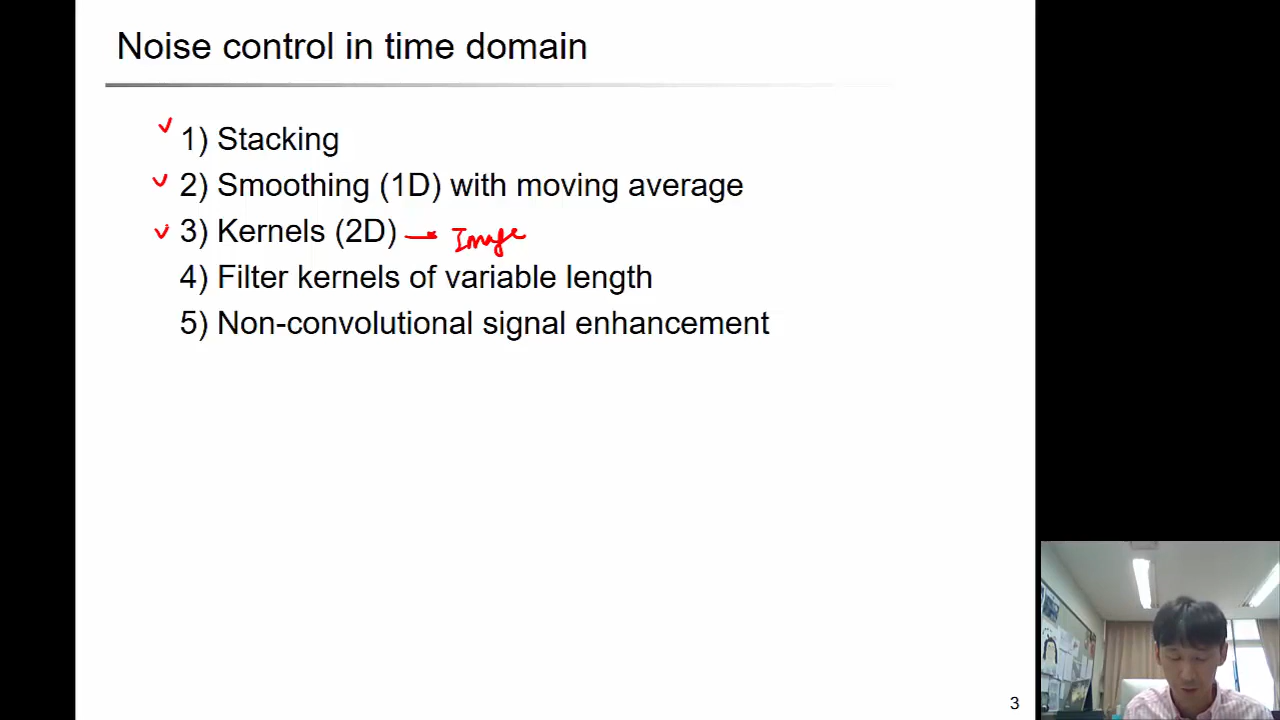 Noise control in time domain
1) Stacking
2) Smoothing (1D) with moving average
3) Kernels (2D) → Image
4) Filter kernels of variable length
5) Non-convolutional signal enhancement
3